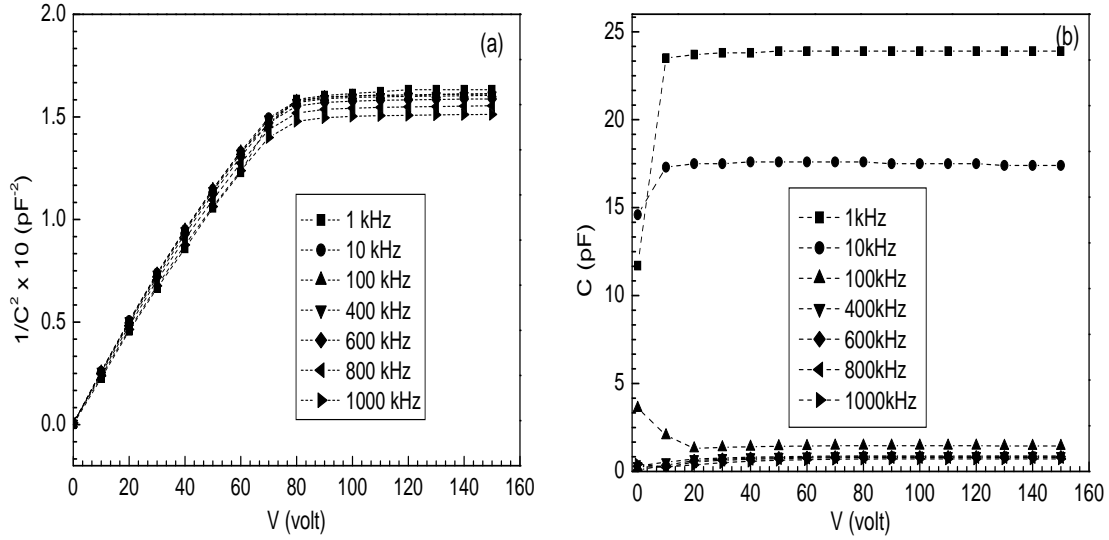 (a)
1/C² x 10 (pF⁻²)
2.0
1.5
1.0
0.5
0.0
1 kHz
10 kHz
100 kHz
400 kHz
600 kHz
800 kHz
1000 kHz
0 20 40 60 80 100 120 140 160
V (volt)
(b)
C (pF)
25
20
15
10
5
0
1kHz
10kHz
100kHz
400kHz
600kHz
800kHz
1000kHz
0 20 40 60 80 100 120 140 160
V (volt)